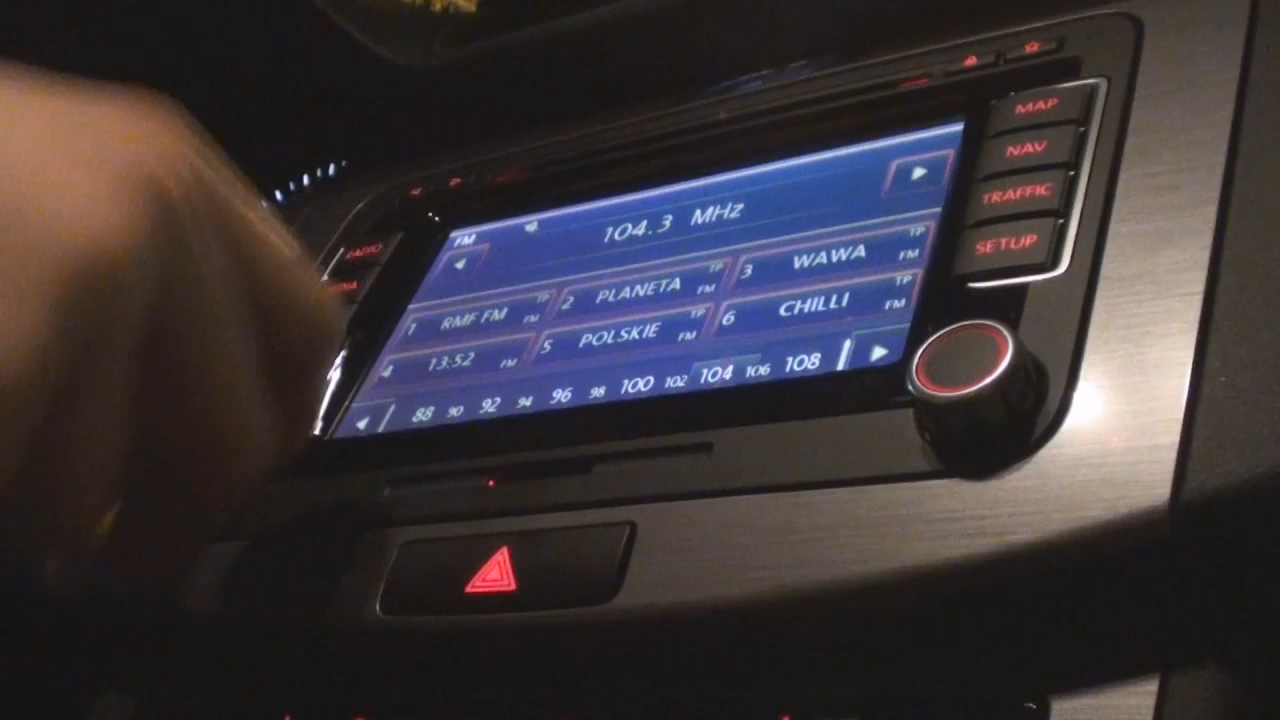 MAP
NAV
TRAFFIC
SETUP
RADIO
FM
104.3 MHz
1 RMF FM TP FM
2 PLANETA TP FM
3 WAWA TP FM
4 13:52 FM
5 POLSKIE TP FM
6 CHILLI TP FM
88 90 92 94 96 98 100 102 104 106 108